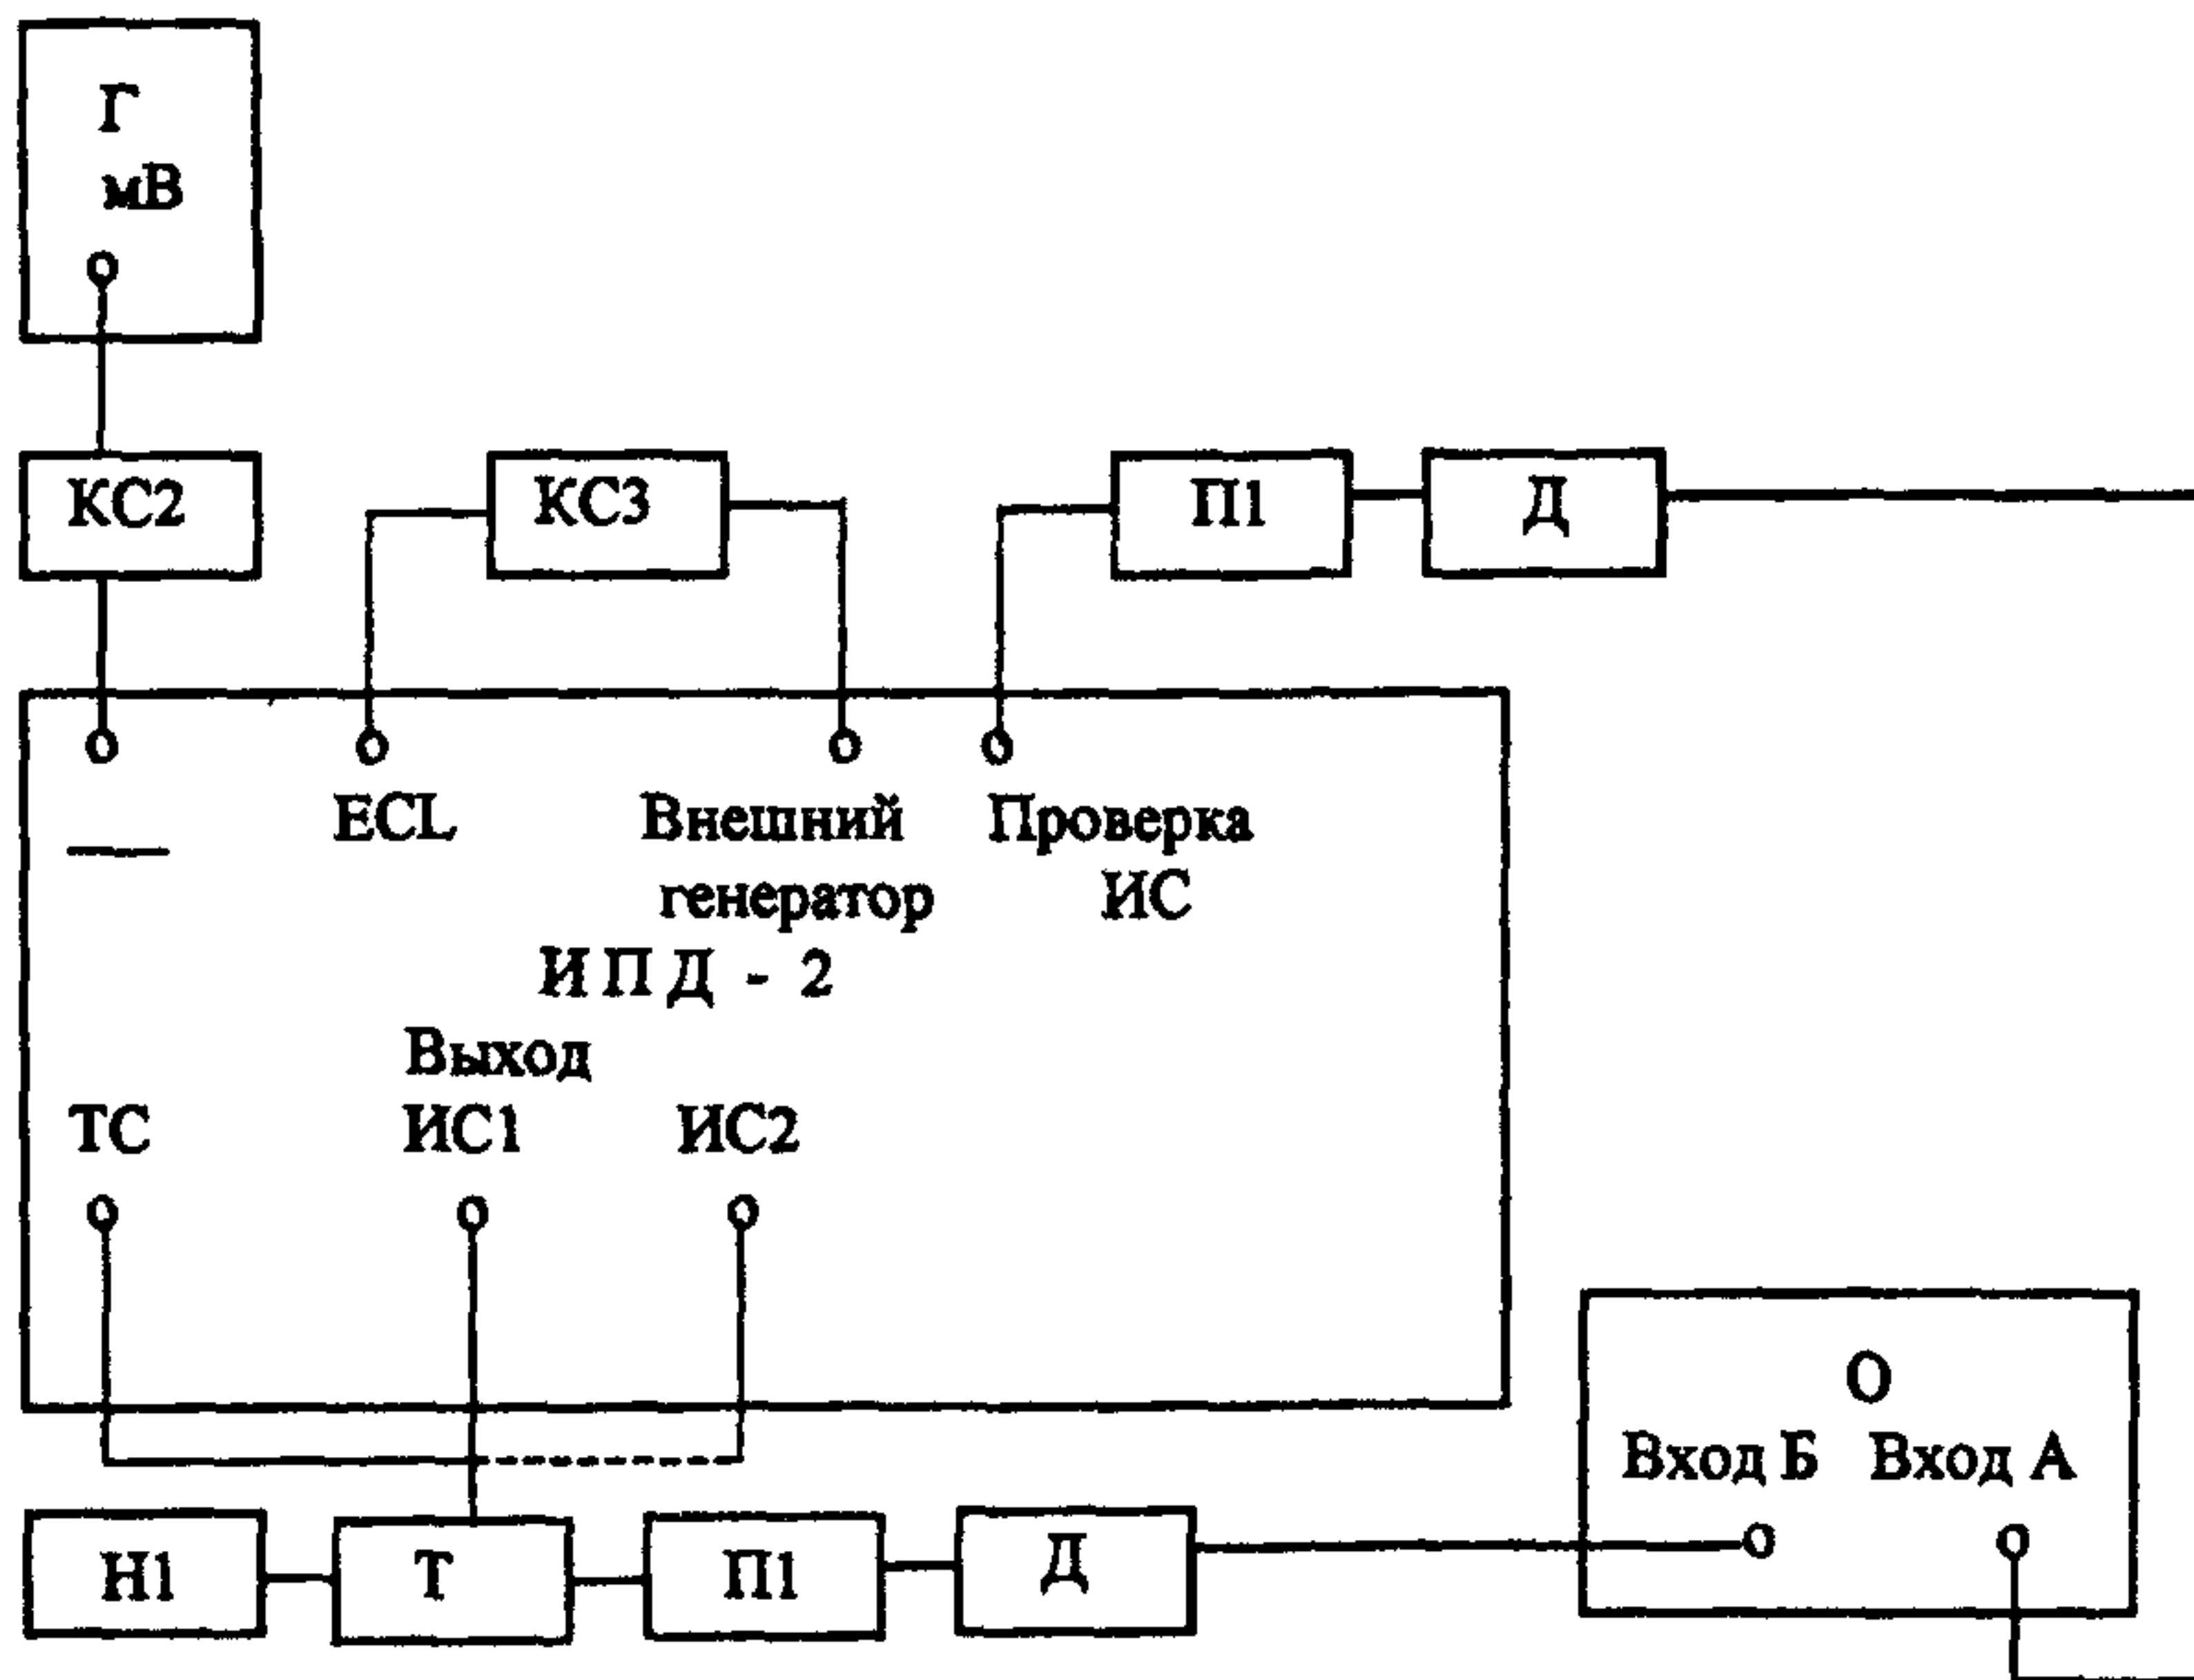 Г
мВ
КС2
КС3
П1
Д
ECL
Внешний
генератор
Проверка
ИС
ИПД - 2
Выход
ТС
ИС1
ИС2
О
Вход Б
Вход А
Н1
Т
П1
Д